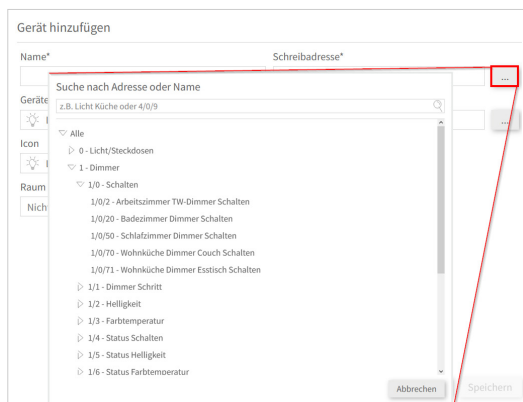 Gerät hinzufügen
Name*
Schreibadresse*
...
Suche nach Adresse oder Name
Geräte
z.B. Licht Küche oder 4/0/9
...
Alle
0 - Licht/Steckdosen
Icon
1 - Dimmer
1/0 - Schalten
Raum
1/0/2 - Arbeitszimmer TW-Dimmer Schalten
Nich
1/0/20 - Badezimmer Dimmer Schalten
1/0/50 - Schlafzimmer Dimmer Schalten
1/0/70 - Wohnküche Dimmer Couch Schalten
1/0/71 - Wohnküche Dimmer Esstisch Schalten
1/1 - Dimmer Schritt
1/2 - Helligkeit
1/3 - Farbtemperatur
1/4 - Status Schalten
1/5 - Status Helligkeit
1/6 - Status Farbtemperatur
Abbrechen
Speichern